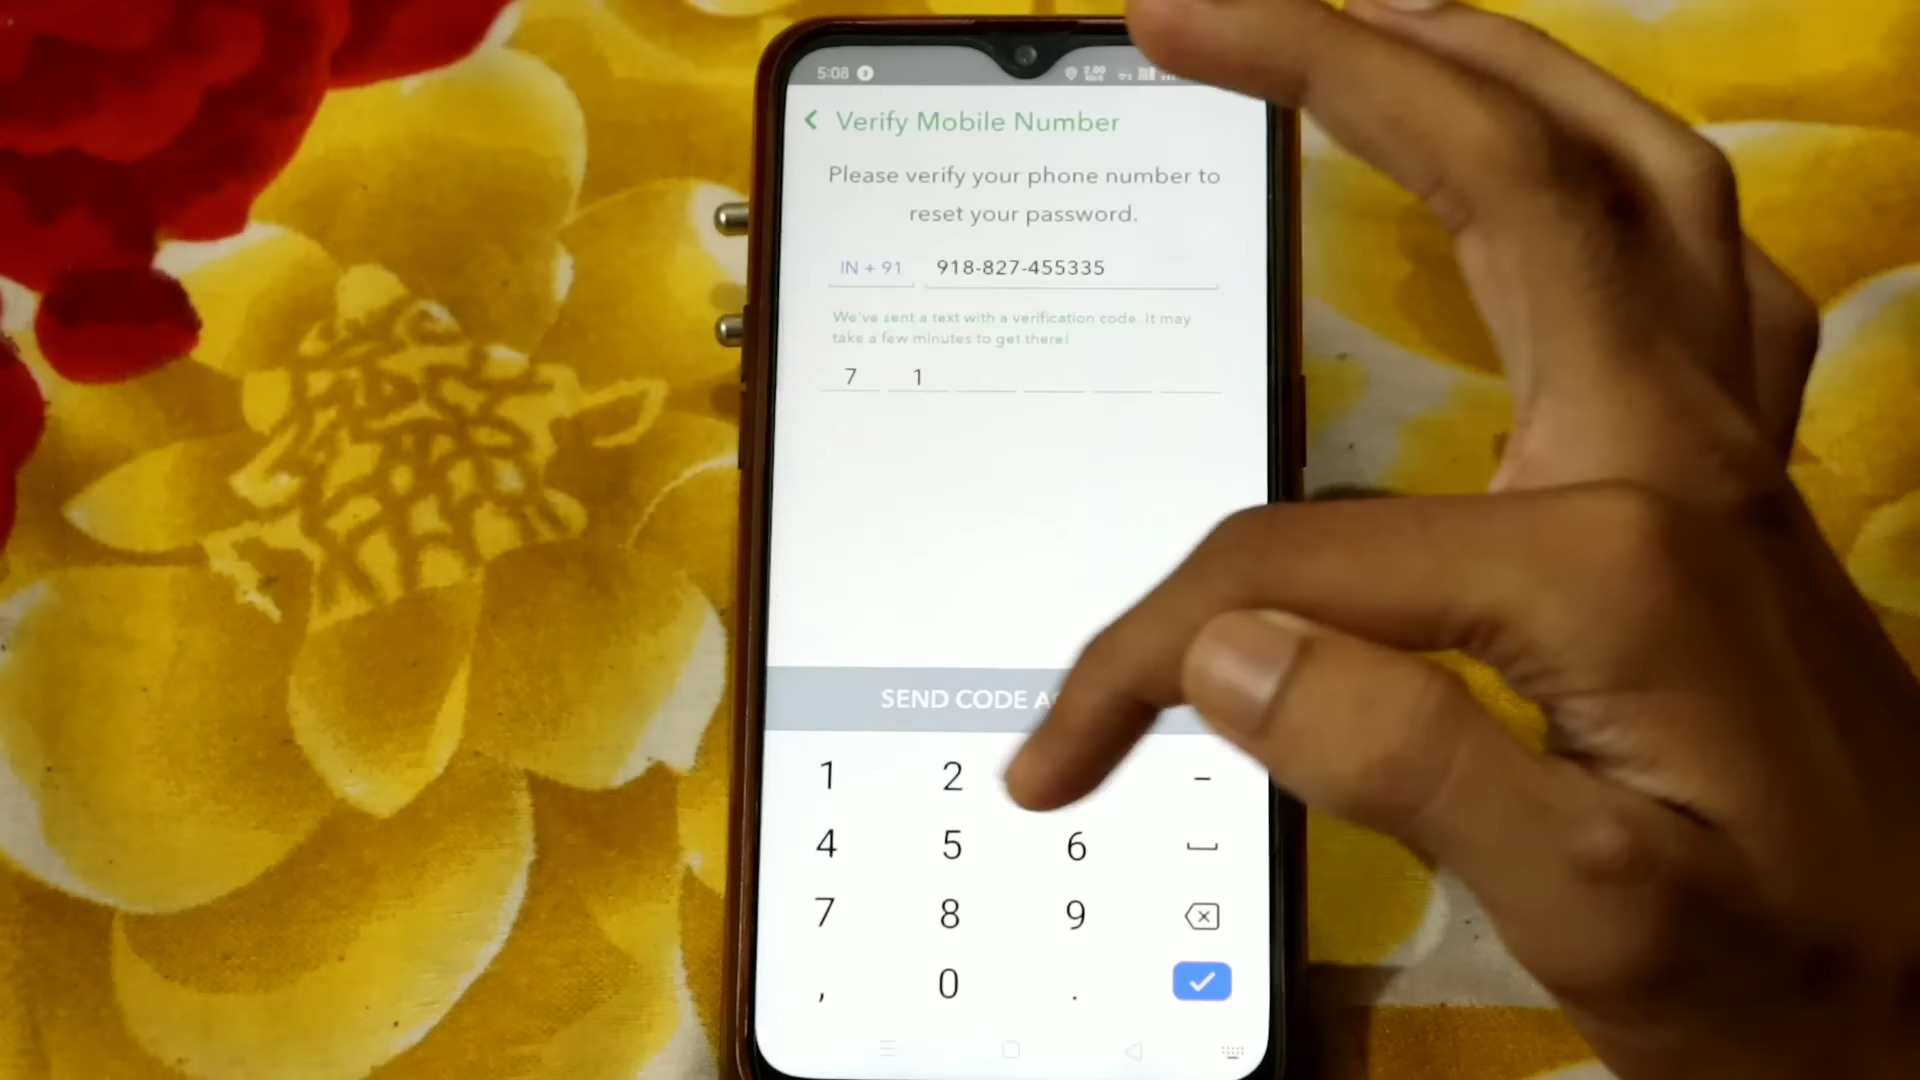 5:08
2.00
Verify Mobile Number
Please verify your phone number to
reset your password.
IN + 91 918-827-455335
We've sent a text with a verification code. It may
take a few minutes to get there!
7 1
SEND CODE
1 2 –
4 5 6
7 8 9
, 0 .